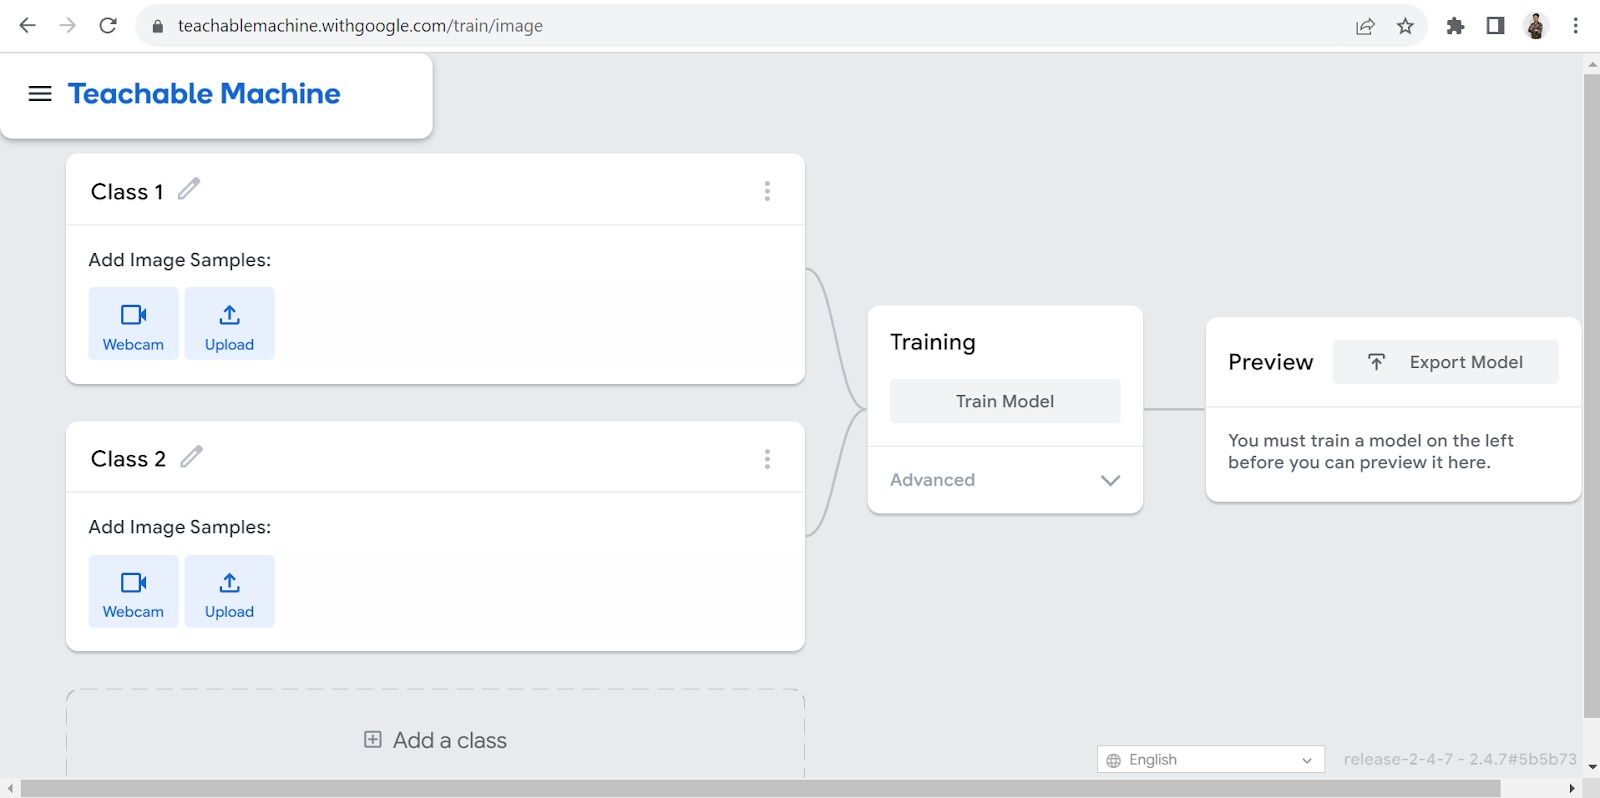 teachablemachine.withgoogle.com/train/image
Teachable Machine
Class 1
Add Image Samples:
Webcam
Upload
Class 2
Add Image Samples:
Webcam
Upload
Add a class
Training
Train Model
Advanced
Preview
Export Model
You must train a model on the left
before you can preview it here.
English
release-2-4-7 - 2.4.7#5b5b73